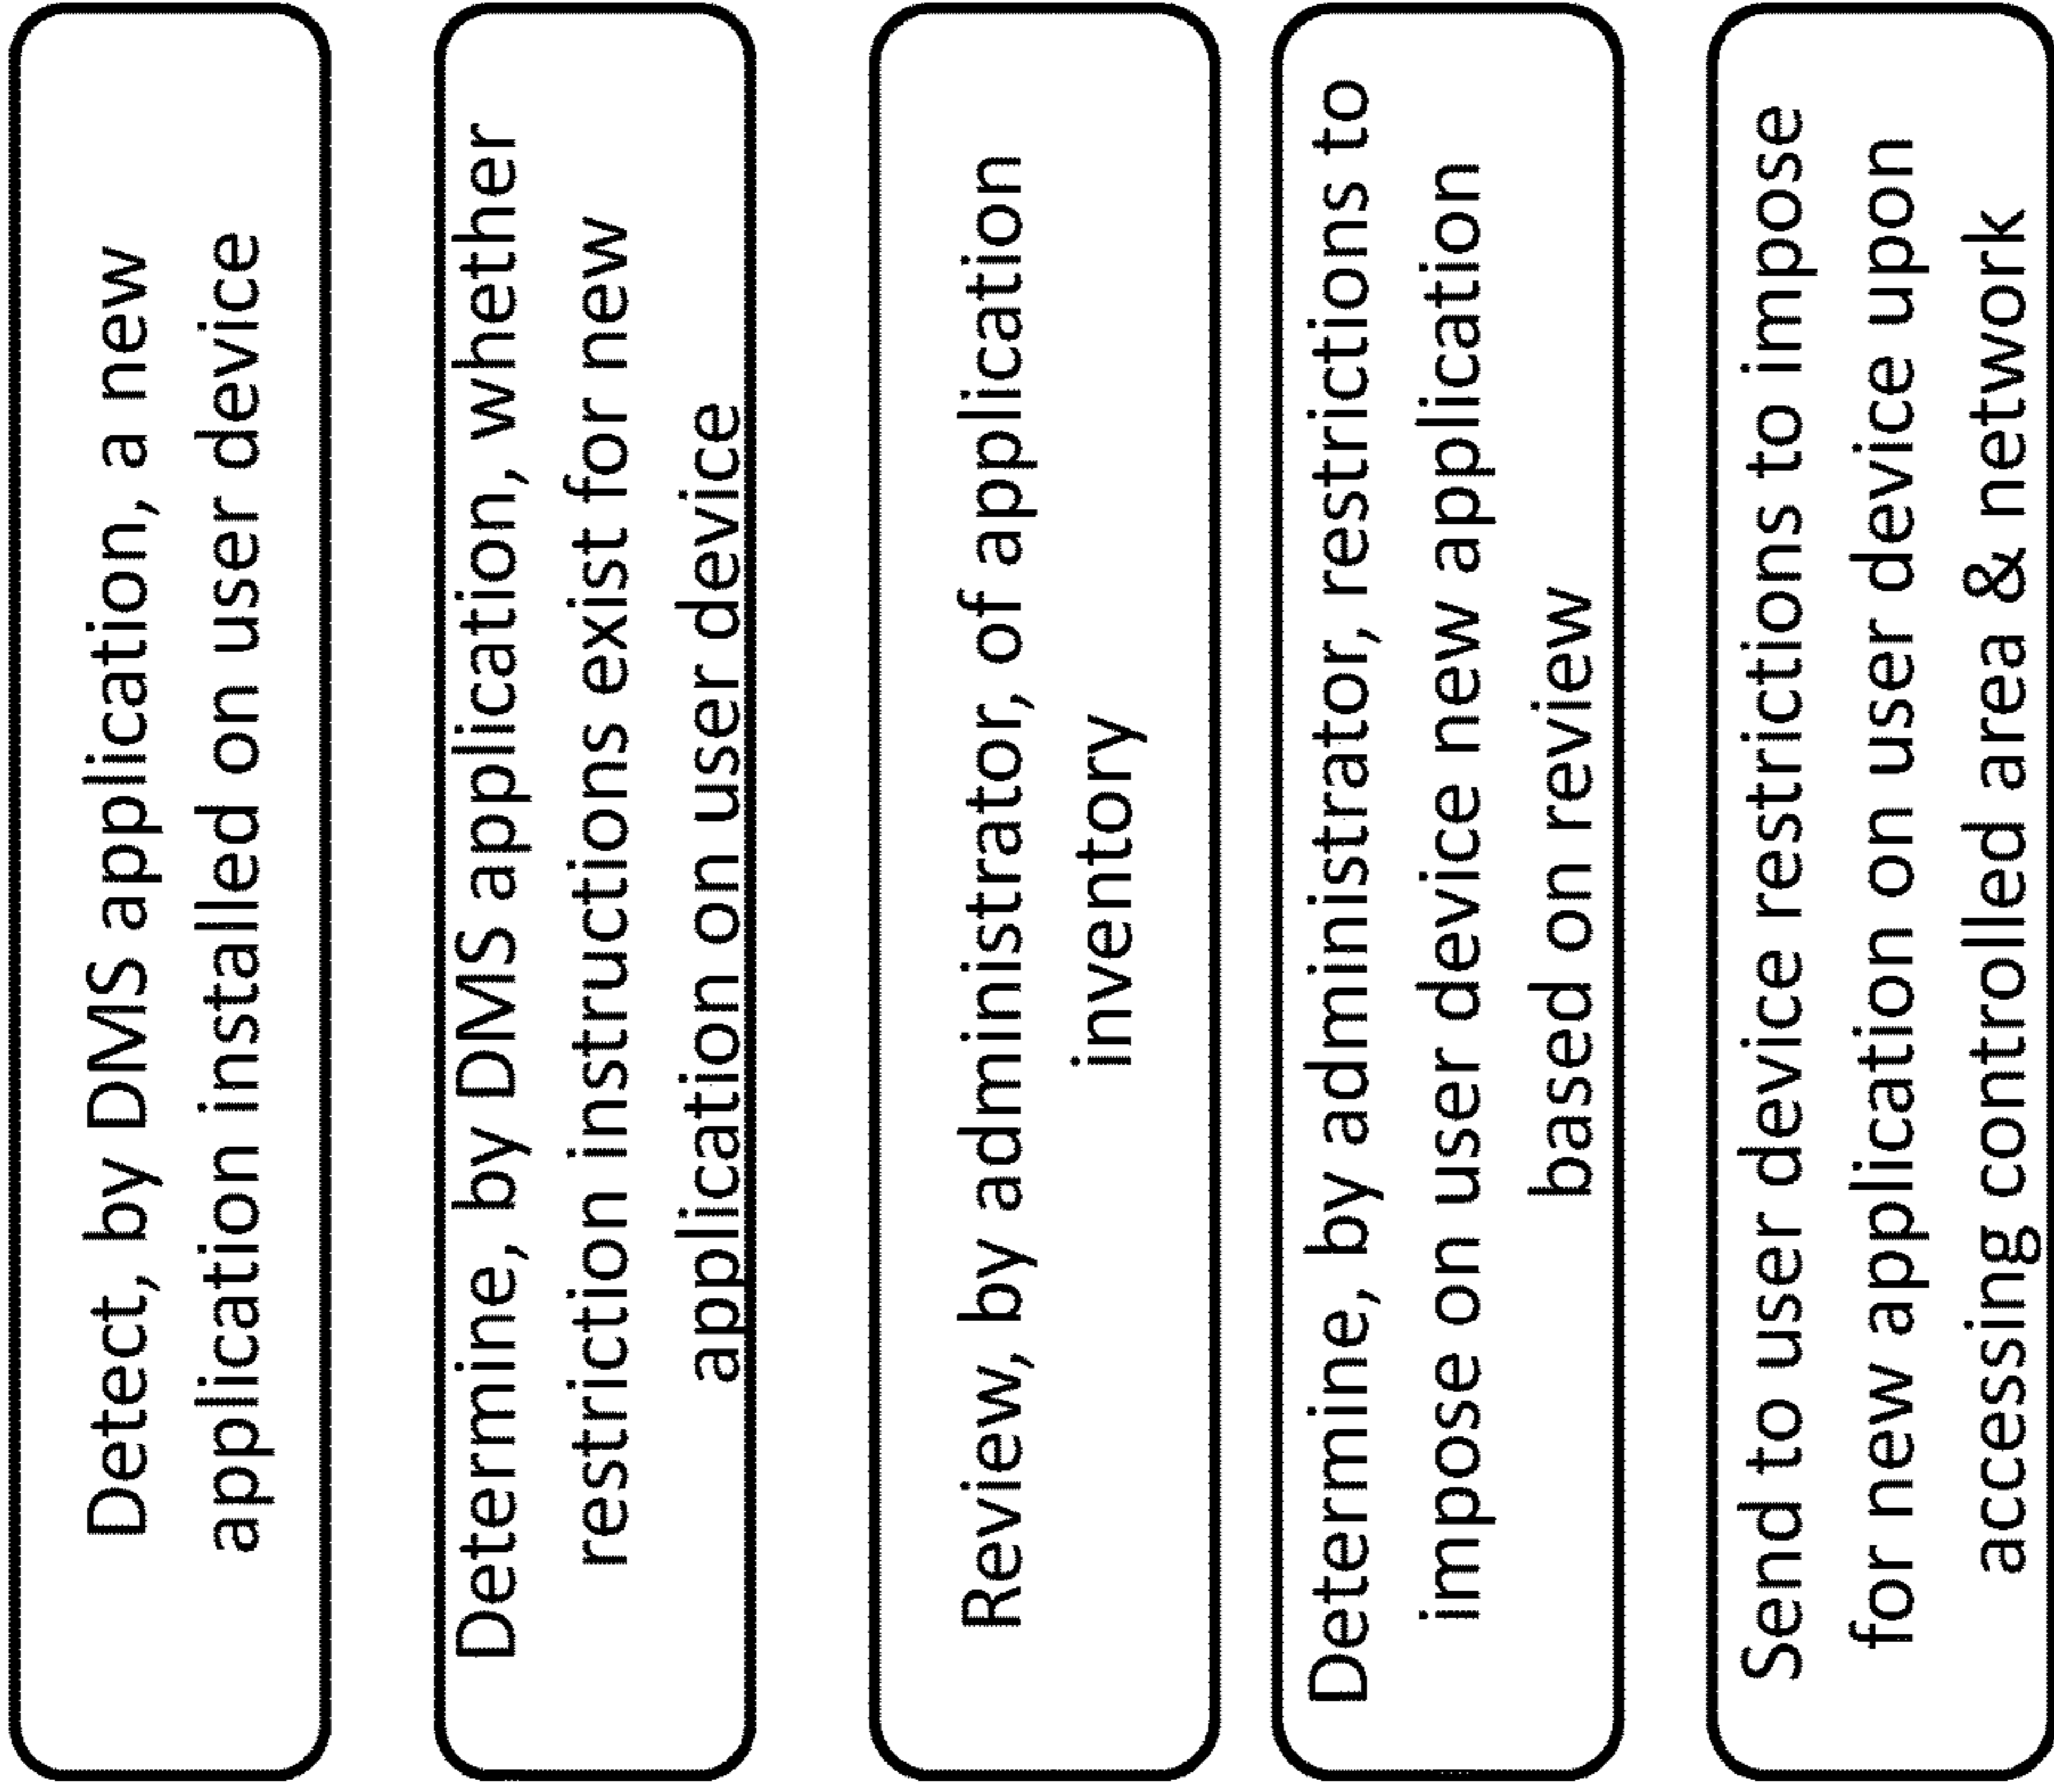 Detect, by DMS application, a new
application installed on user device
Determine, by DMS application, whether
restriction instructions exist for new
application on user device
Review, by administrator, of application
inventory
Determine, by administrator, restrictions to
impose on user device new application
based on review
Send to user device restrictions to impose
for new application on user device upon
accessing controlled area & network